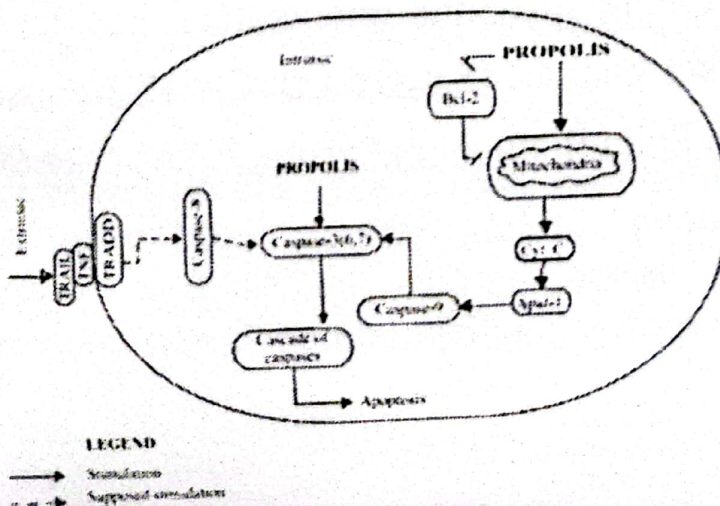 Intrinsic
PROPOLIS
Bcl-2
Mitochondria
PROPOLIS
Extrinsic
TRAIL
TNF
TRADD
Caspase-8
Caspase-3(6,7)
Cyt-C
Caspase-9
Apaf-1
Cascade of
caspases
Apoptosis
LEGEND
Stimulation
Supposed stimulation